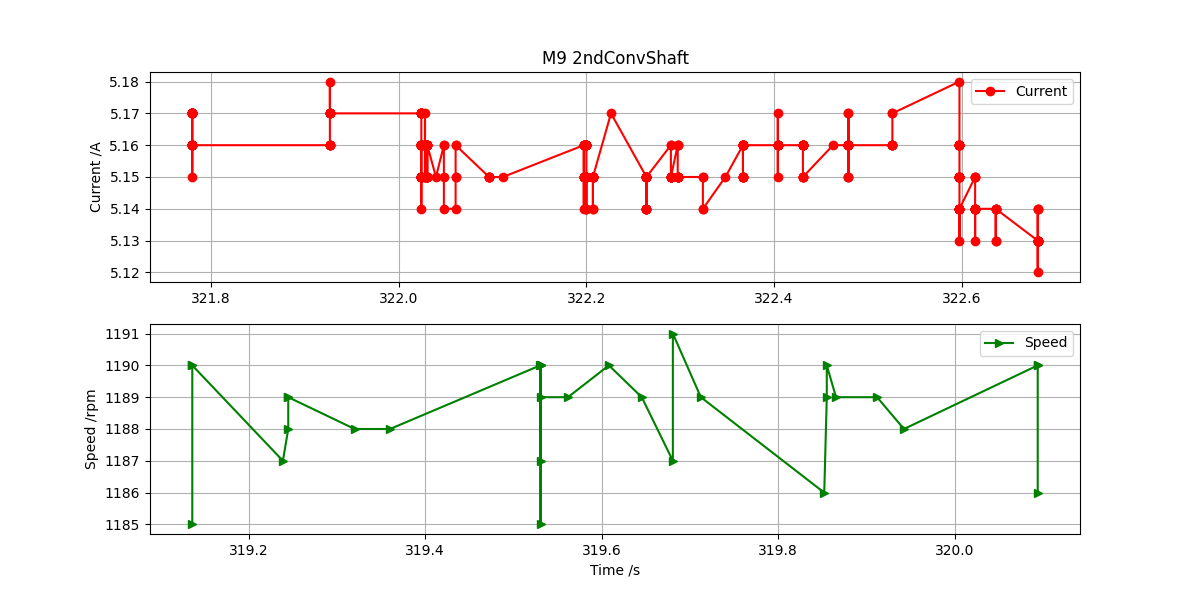 M9 2ndConvShaft
5.18
5.17
5.16
5.15
5.14
5.13
5.12
Current /A
Current
321.8 322.0 322.2 322.4 322.6
1191
1190
1189
1188
1187
1186
1185
Speed /rpm
Speed
319.2 319.4 319.6 319.8 320.0
Time /s